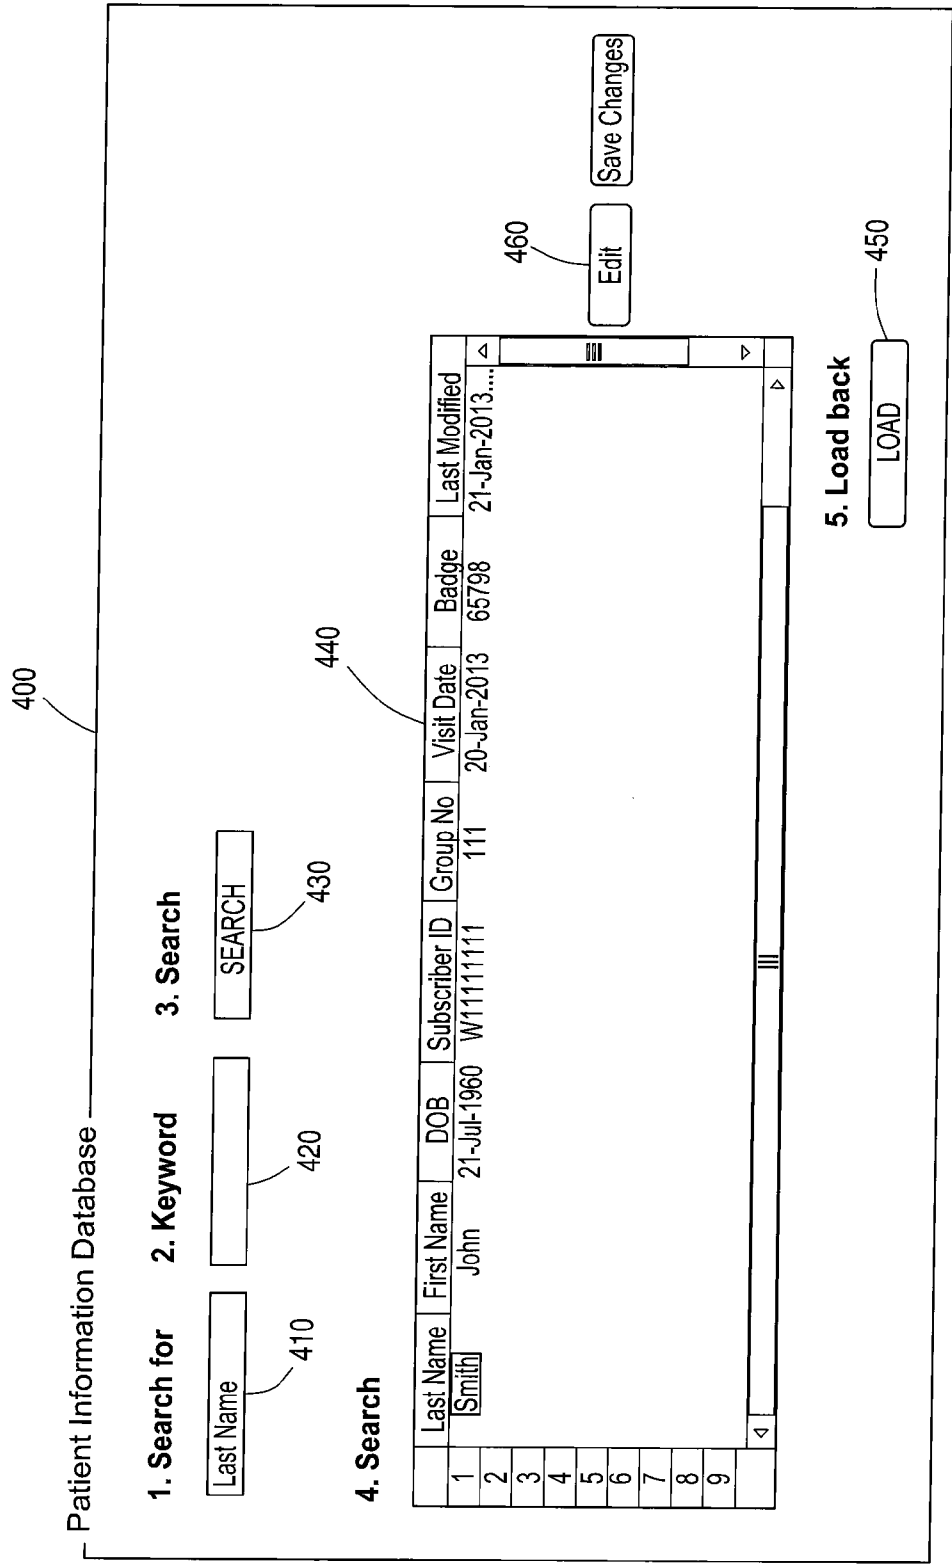 400
Patient Information Database
1. Search for 2. Keyword 3. Search
Last Name SEARCH
410 420 430
4. Search
440
Last Name First Name DOB Subscriber ID Group No Visit Date Badge Last Modified
1 Smith John 21-Jul-1960 W11111111 111 20-Jan-2013 65798 21-Jan-2013....
2
3
4
5
6
7
8
9
460
Edit Save Changes
5. Load back
LOAD
450